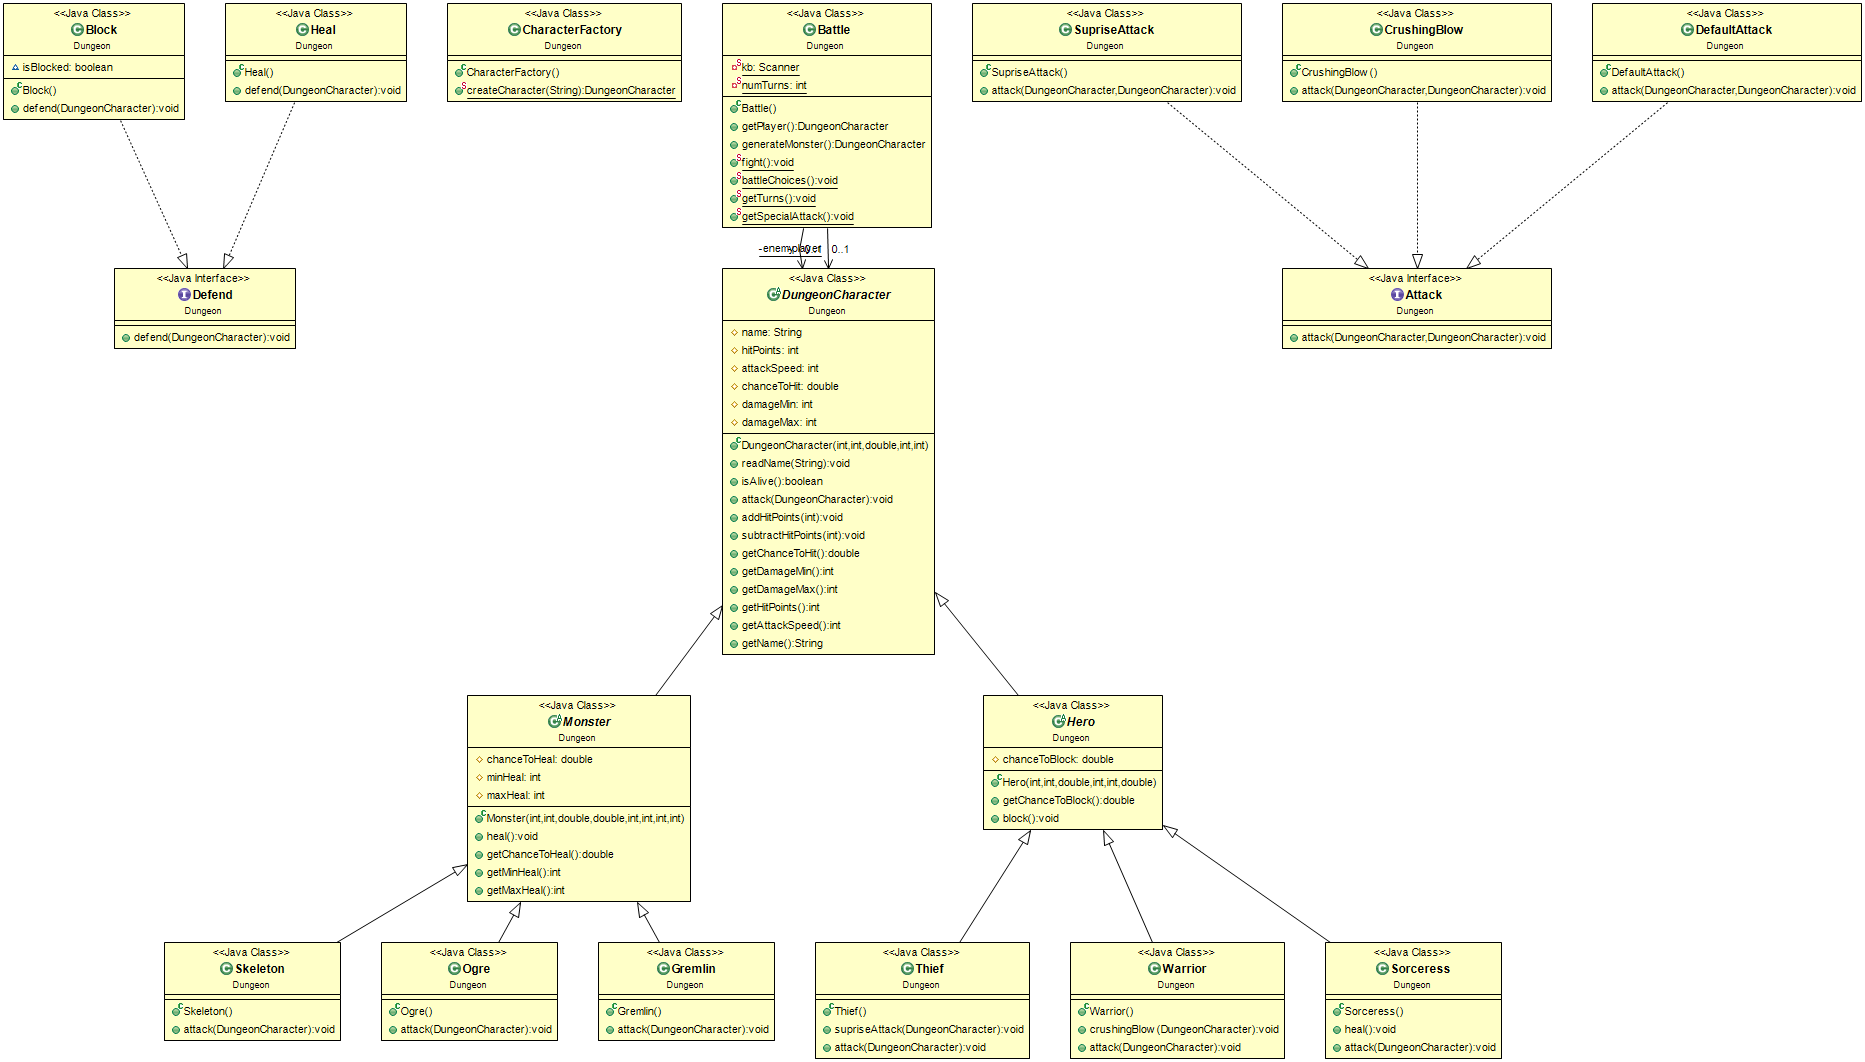 <<Java Class>>
Block
Dungeon
isBlocked: boolean
Block()
defend(DungeonCharacter):void
<<Java Class>>
Heal
Dungeon
Heal()
defend(DungeonCharacter):void
<<Java Class>>
CharacterFactory
Dungeon
CharacterFactory()
createCharacter(String):DungeonCharacter
<<Java Class>>
Battle
Dungeon
kb: Scanner
numTurns: int
Battle()
getPlayer():DungeonCharacter
generateMonster():DungeonCharacter
fight():void
battleChoices():void
getTurns():void
getSpecialAttack():void
<<Java Class>>
SupriseAttack
Dungeon
SupriseAttack()
attack(DungeonCharacter,DungeonCharacter):void
<<Java Class>>
CrushingBlow
Dungeon
CrushingBlow()
attack(DungeonCharacter,DungeonCharacter):void
<<Java Class>>
DefaultAttack
Dungeon
DefaultAttack()
attack(DungeonCharacter,DungeonCharacter):void
0..1
<<Java Interface>>
Defend
Dungeon
defend(DungeonCharacter):void
<<Java Class>>
DungeonCharacter
Dungeon
name: String
hitPoints: int
attackSpeed: int
chanceToHit: double
damageMin: int
damageMax: int
DungeonCharacter(int,int,double,int,int)
readName(String):void
isAlive():boolean
attack(DungeonCharacter):void
addHitPoints(int):void
subtractHitPoints(int):void
getChanceToHit():double
getDamageMin():int
getDamageMax():int
getHitPoints():int
getAttackSpeed():int
getName():String
<<Java Interface>>
Attack
Dungeon
attack(DungeonCharacter,DungeonCharacter):void
<<Java Class>>
Monster
Dungeon
chanceToHeal: double
minHeal: int
maxHeal: int
Monster(int,int,double,double,int,int,int,int)
heal():void
getChanceToHeal():double
getMinHeal():int
getMaxHeal():int
<<Java Class>>
Hero
Dungeon
chanceToBlock: double
Hero(int,int,double,int,int,double)
getChanceToBlock():double
block():void
<<Java Class>>
Skeleton
Dungeon
Skeleton()
attack(DungeonCharacter):void
<<Java Class>>
Ogre
Dungeon
Ogre()
attack(DungeonCharacter):void
<<Java Class>>
Gremlin
Dungeon
Gremlin()
attack(DungeonCharacter):void
<<Java Class>>
Thief
Dungeon
Thief()
supriseAttack(DungeonCharacter):void
attack(DungeonCharacter):void
<<Java Class>>
Warrior
Dungeon
Warrior()
crushingBlow(DungeonCharacter):void
attack(DungeonCharacter):void
<<Java Class>>
Sorceress
Dungeon
Sorceress()
heal():void
attack(DungeonCharacter):void